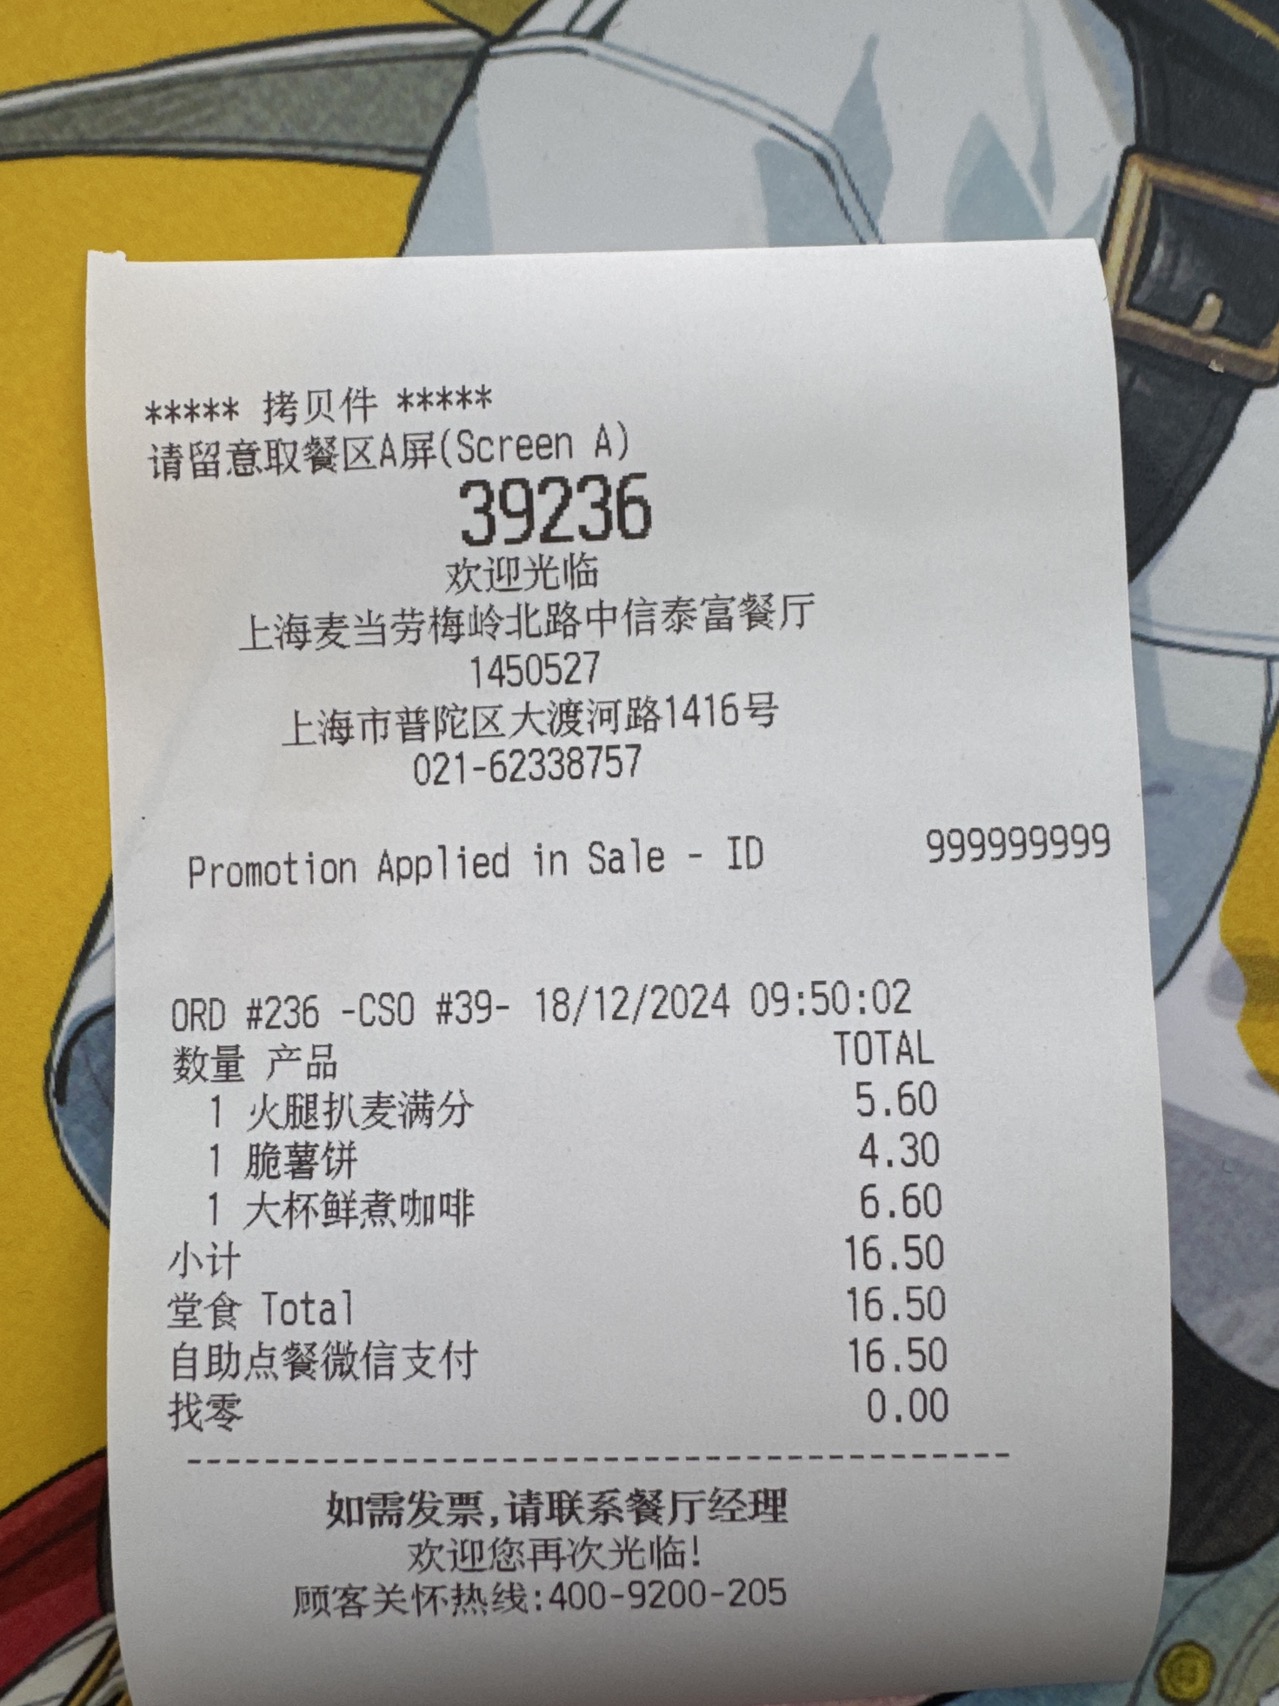 ***** 拷贝件 *****
请留意取餐区A屏(Screen A)
39236
欢迎光临
上海麦当劳梅岭北路中信泰富餐厅
1450527
上海市普陀区大渡河路1416号
021-62338757
Promotion Applied in Sale - ID 999999999
ORD #236 -CSO #39- 18/12/2024 09:50:02
数量 产品 TOTAL
1 火腿扒麦满分 5.60
1 脆薯饼 4.30
1 大杯鲜煮咖啡 6.60
小计 16.50
堂食 Total 16.50
自助点餐微信支付 16.50
找零 0.00
------------------------------------------
如需发票,请联系餐厅经理
欢迎您再次光临!
顾客关怀热线:400-9200-205